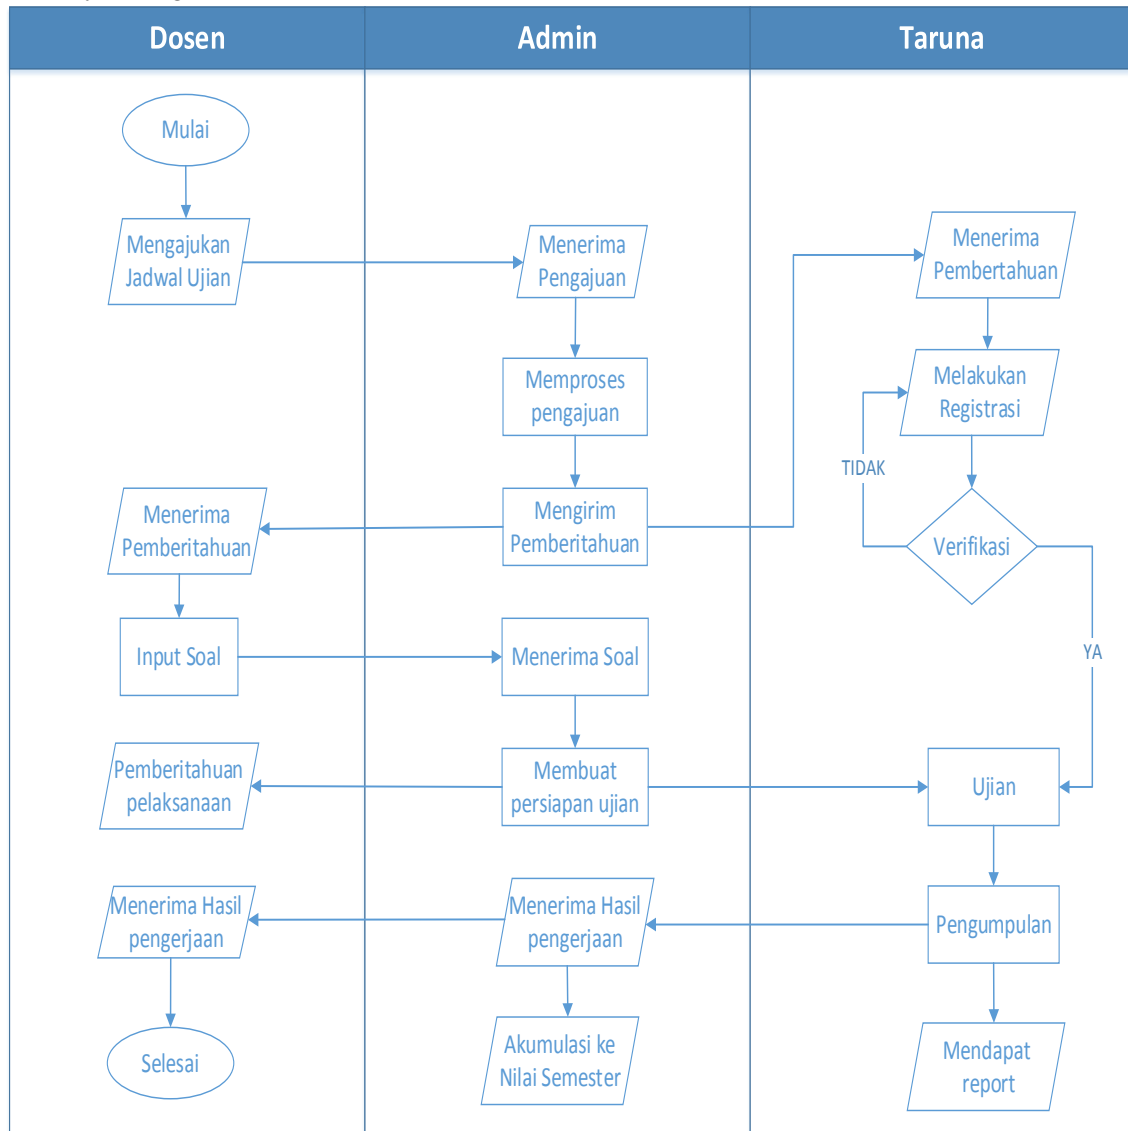 Dosen
Admin
Taruna
Mulai
Mengajukan
Jadwal Ujian
Menerima
Pengajuan
Menerima
Pembertahuan
Memproses
pengajuan
Melakukan
Registrasi
TIDAK
Menerima
Pemberitahuan
Mengirim
Pemberitahuan
Verifikasi
Input Soal
Menerima Soal
YA
Pemberitahuan
pelaksanaan
Membuat
persiapan ujian
Ujian
Menerima Hasil
pengerjaan
Menerima Hasil
pengerjaan
Pengumpulan
Selesai
Akumulasi ke
Nilai Semester
Mendapat
report